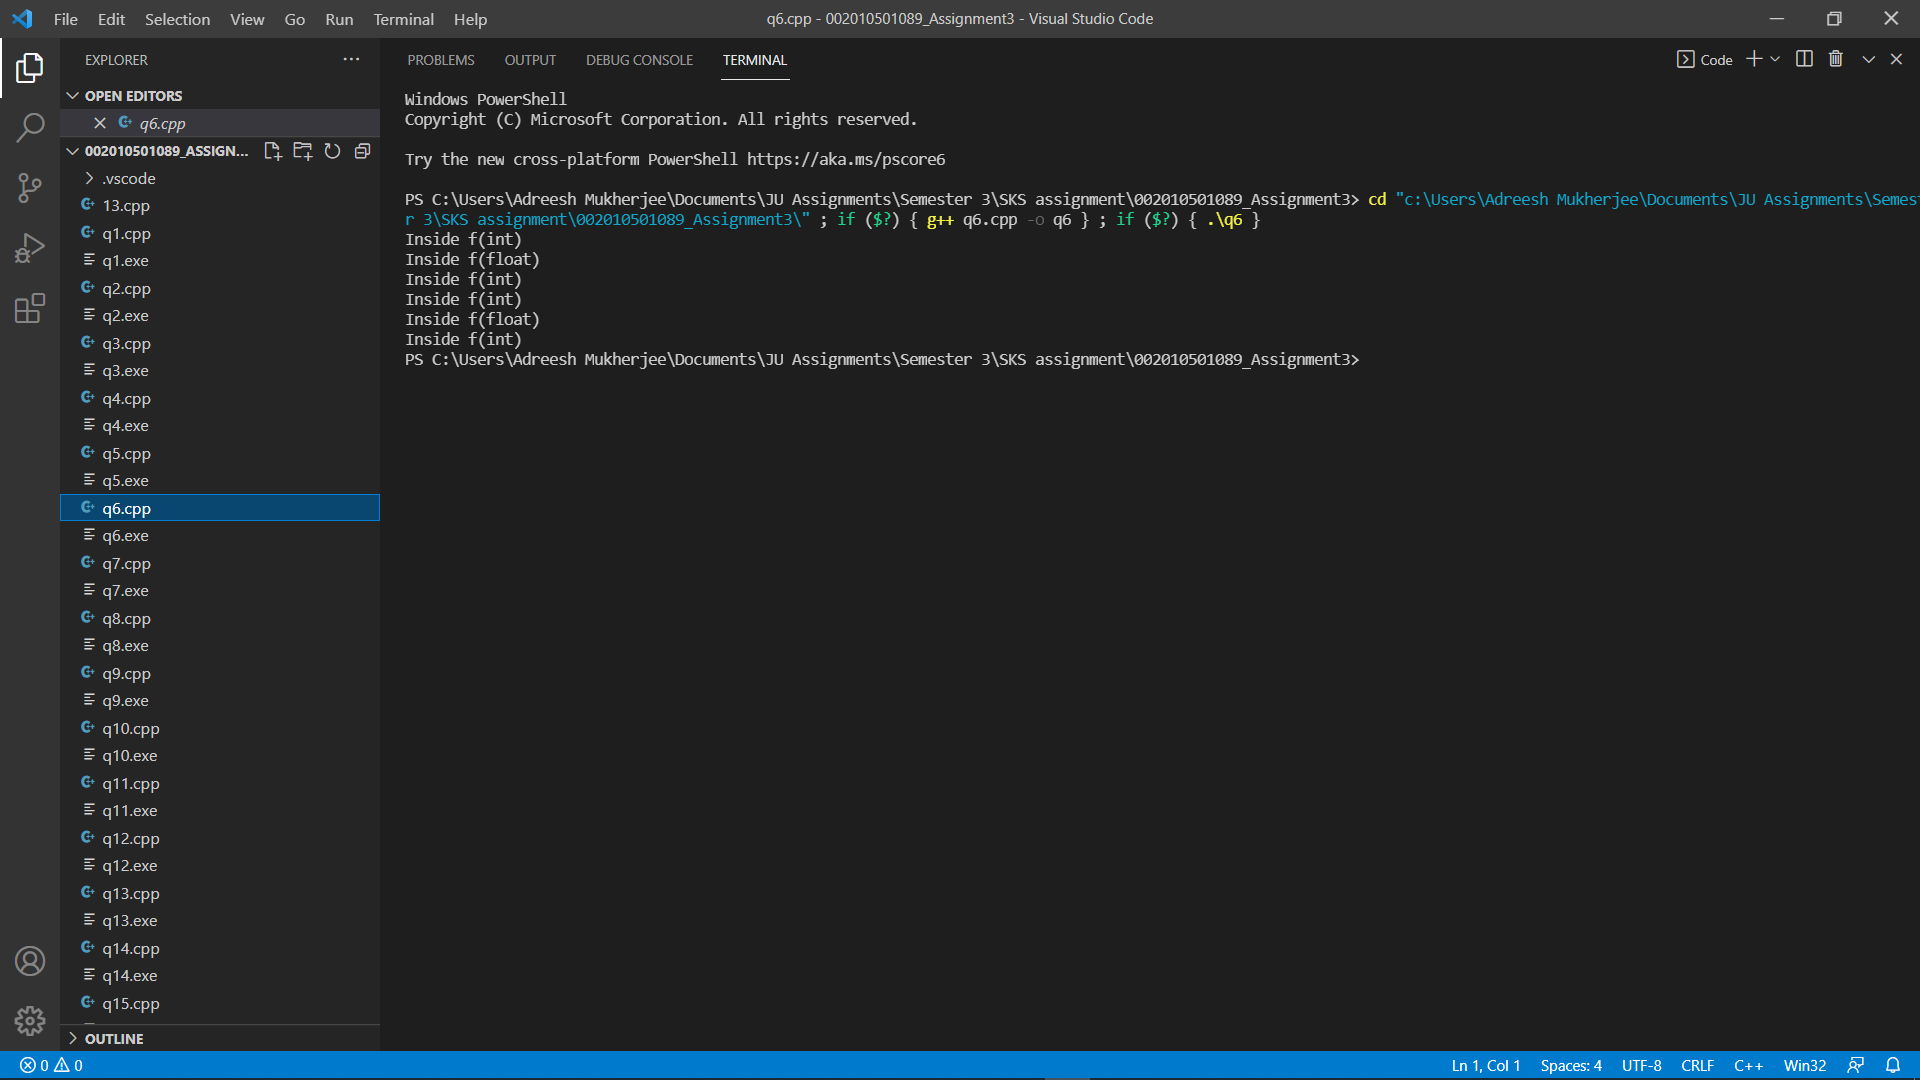 File Edit Selection View Go Run Terminal Help
q6.cpp - 002010501089_Assignment3 - Visual Studio Code
EXPLORER
OPEN EDITORS
q6.cpp
002010501089_ASSIGN...
.vscode
13.cpp
q1.cpp
q1.exe
q2.cpp
q2.exe
q3.cpp
q3.exe
q4.cpp
q4.exe
q5.cpp
q5.exe
q6.cpp
q6.exe
q7.cpp
q7.exe
q8.cpp
q8.exe
q9.cpp
q9.exe
q10.cpp
q10.exe
q11.cpp
q11.exe
q12.cpp
q12.exe
q13.cpp
q13.exe
q14.cpp
q14.exe
q15.cpp
OUTLINE
PROBLEMS OUTPUT DEBUG CONSOLE TERMINAL
Code
Windows PowerShell
Copyright (C) Microsoft Corporation. All rights reserved.
Try the new cross-platform PowerShell https://aka.ms/pscore6
PS C:\Users\Adreesh Mukherjee\Documents\JU Assignments\Semester 3\SKS assignment\002010501089_Assignment3> cd "c:\Users\Adreesh Mukherjee\Documents\JU Assignments\Semest
r 3\SKS assignment\002010501089_Assignment3\" ; if ($?) { g++ q6.cpp -o q6 } ; if ($?) { .\q6 }
Inside f(int)
Inside f(float)
Inside f(int)
Inside f(int)
Inside f(float)
Inside f(int)
PS C:\Users\Adreesh Mukherjee\Documents\JU Assignments\Semester 3\SKS assignment\002010501089_Assignment3>
0 0
Ln 1, Col 1 Spaces: 4 UTF-8 CRLF C++ Win32